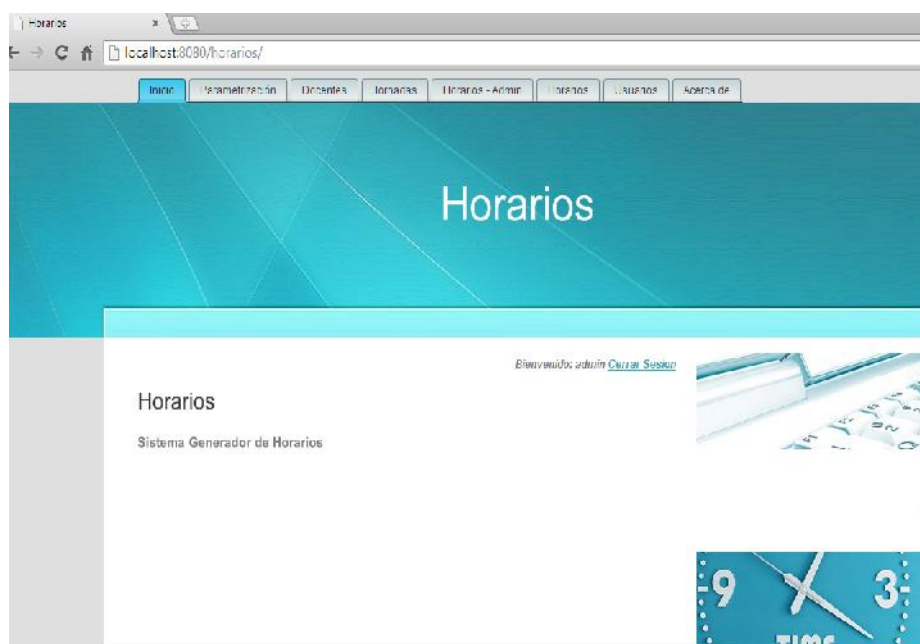 Horarios
localhost:8080/horarios/
Inicio Parametrización Docentes Jornadas Horarios - Admin Horarios Usuarios Acerca de
Horarios
Bienvenido: admin Cerrar Sesion
Horarios
Sistema Generador de Horarios
9 3
TIME